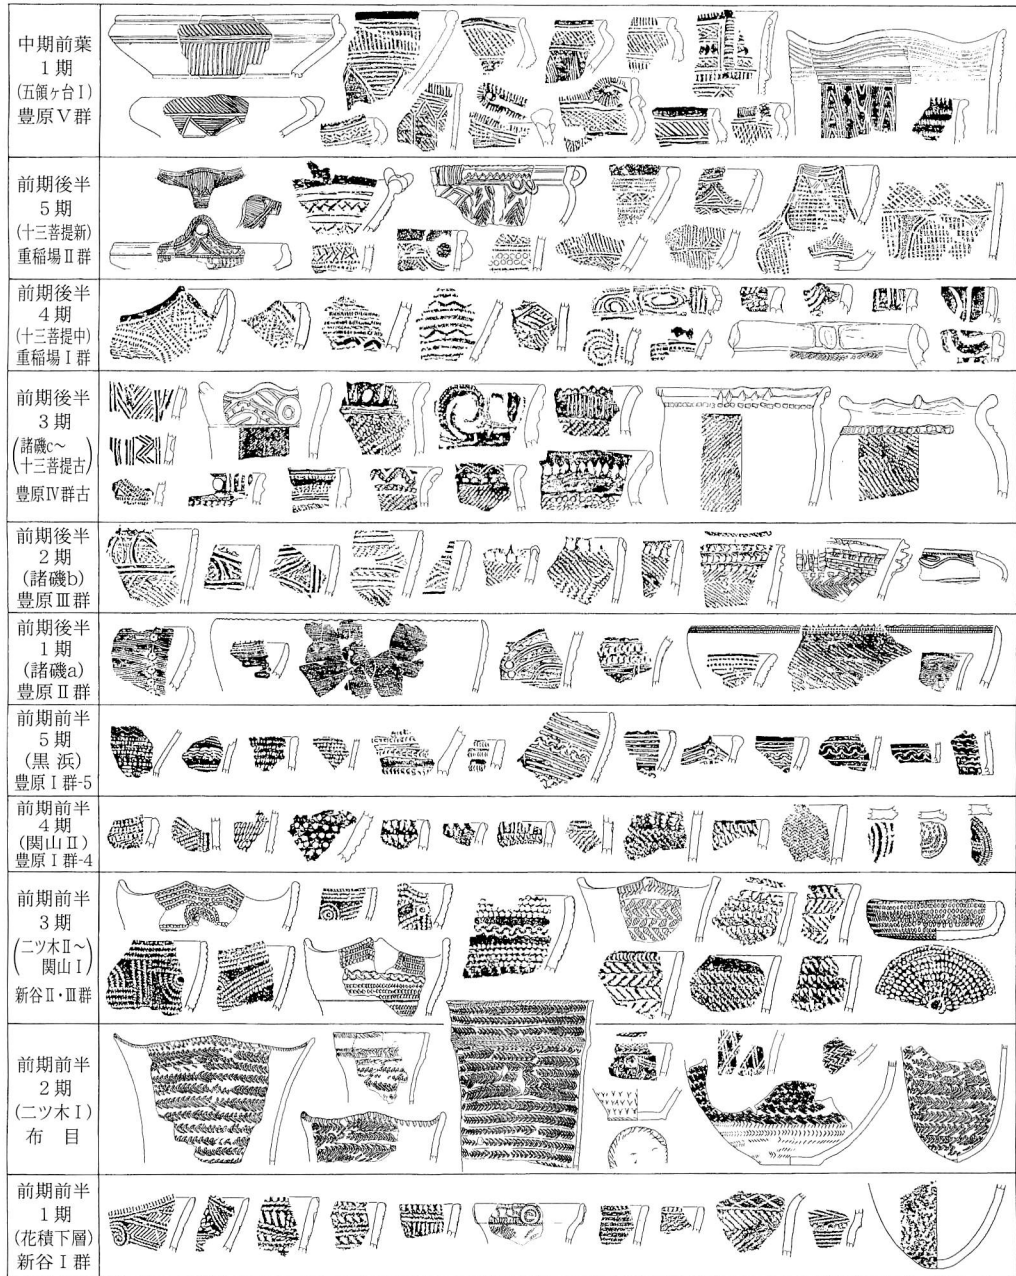 中期前葉
1期
(五領ヶ台Ⅰ)
豊原Ⅴ群
前期後半
5期
(十三菩提新)
重稲場Ⅱ群
前期後半
4期
(十三菩提中)
重稲場Ⅰ群
前期後半
3期
(諸磯c~
十三菩提古)
豊原Ⅳ群古
前期後半
2期
(諸磯b)
豊原Ⅲ群
前期後半
1期
(諸磯a)
豊原Ⅱ群
前期前半
5期
(黒浜)
豊原Ⅰ群-5
前期前半
4期
(関山Ⅱ)
豊原Ⅰ群-4
前期前半
3期
(二ツ木Ⅱ~
関山Ⅰ)
新谷Ⅱ・Ⅲ群
前期前半
2期
(二ツ木Ⅰ)
布目
前期前半
1期
(花積下層)
新谷Ⅰ群